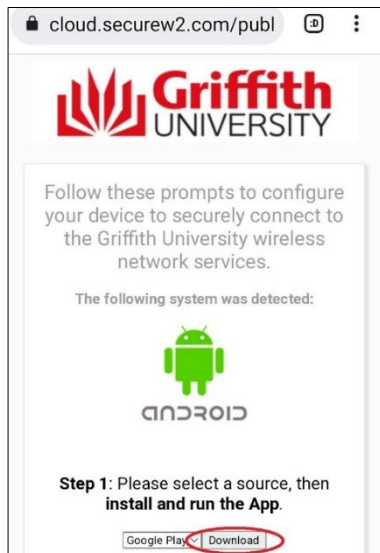 cloud.securew2.com/publ
:D
Griffith
UNIVERSITY
Follow these prompts to configure
your device to securely connect to
the Griffith University wireless
network services.
The following system was detected:
ANDROID
Step 1: Please select a source, then
install and run the App.
Google Play Download